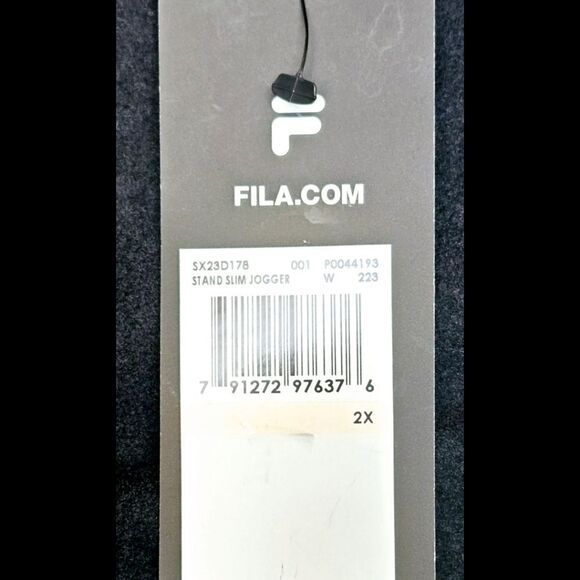 FILA.COM
SX23D178 001 P0044193
STAND SLIM JOGGER W 223
7 91272 97637 6
2X